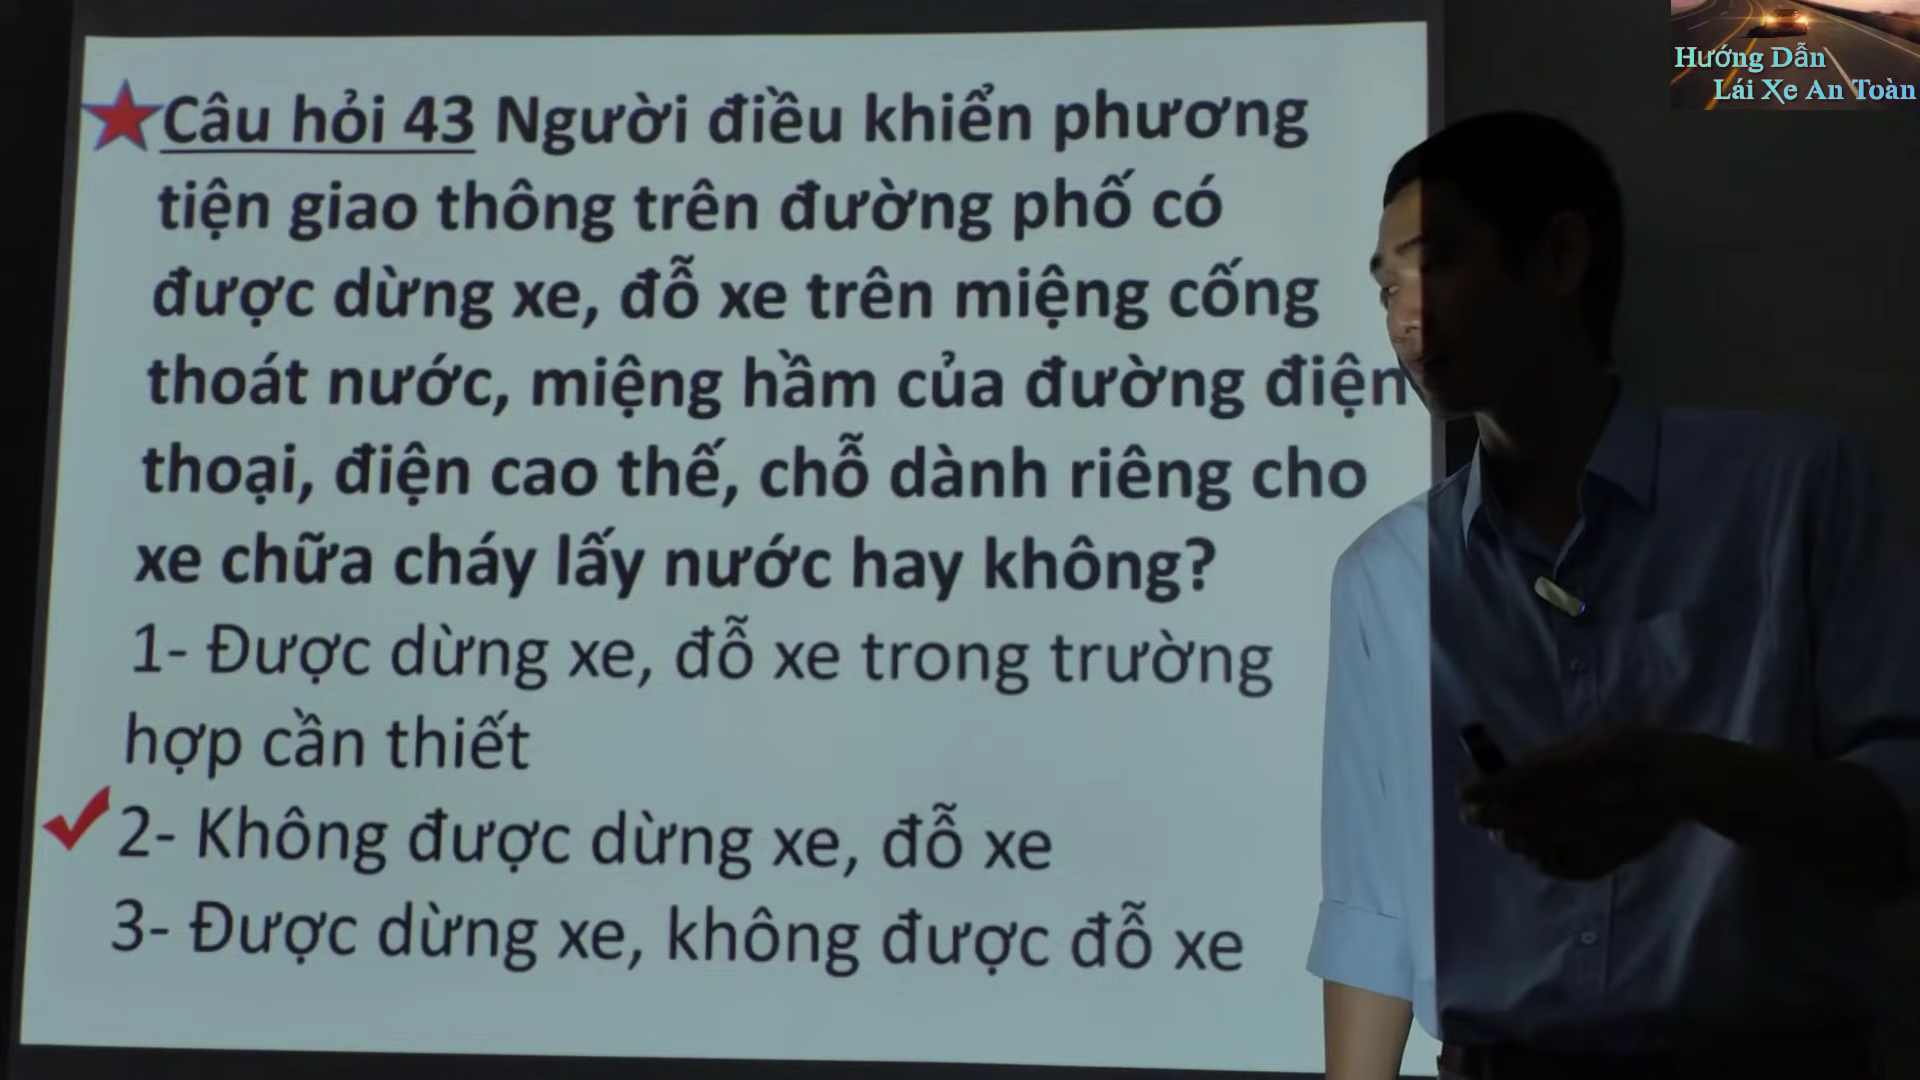 Hướng Dẫn
Lái Xe An Toàn
Câu hỏi 43 Người điều khiển phương
tiện giao thông trên đường phố có
được dừng xe, đỗ xe trên miệng cống
thoát nước, miệng hầm của đường điện
thoại, điện cao thế, chỗ dành riêng cho
xe chữa cháy lấy nước hay không?
1- Được dừng xe, đỗ xe trong trường
hợp cần thiết
2- Không được dừng xe, đỗ xe
3- Được dừng xe, không được đỗ xe